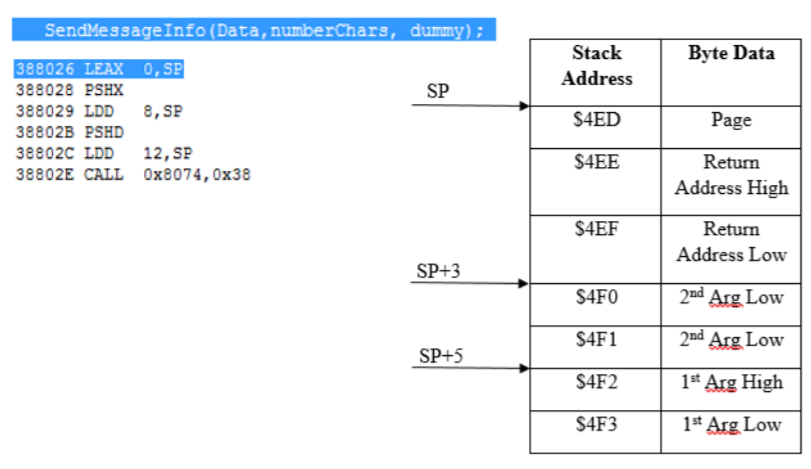 SendMessageInfo(Data,numberChars, dummy);
388026 LEAX 0,SP
388028 PSHX
388029 LDD 8,SP
38802B PSHD
38802C LDD 12,SP
38802E CALL 0x8074,0x38
SP
SP+3
SP+5
Stack Address Byte Data
$4ED Page
$4EE Return Address High
$4EF Return Address Low
$4F0 2nd Arg Low
$4F1 2nd Arg Low
$4F2 1st Arg High
$4F3 1st Arg Low